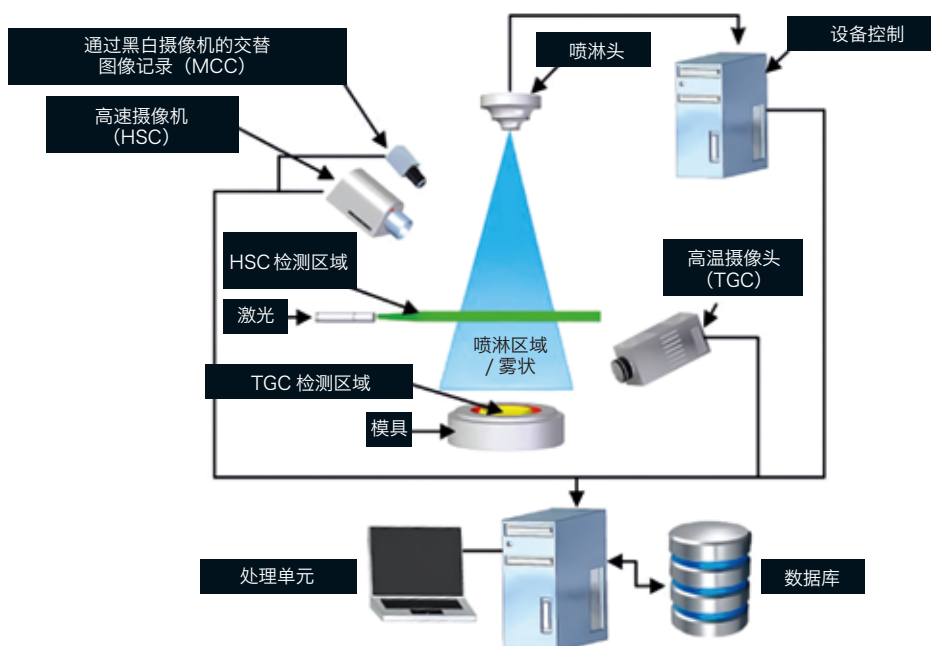 通过黑白摄像机的交替
图像记录（MCC）
喷淋头
设备控制
高速摄像机
（HSC）
HSC 检测区域
高温摄像头
（TGC）
激光
喷淋区域
/ 雾状
TGC 检测区域
模具
处理单元
数据库